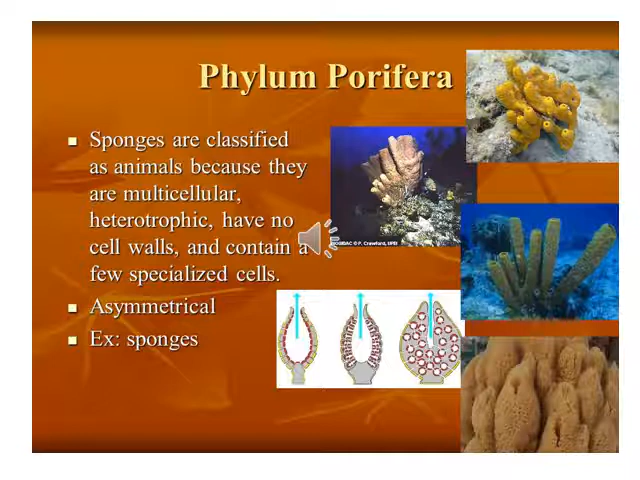 Phylum Porifera
Sponges are classified
as animals because they
are multicellular,
heterotrophic, have no
cell walls, and contain a
few specialized cells.
Asymmetrical
Ex: sponges
© P. Crawford,